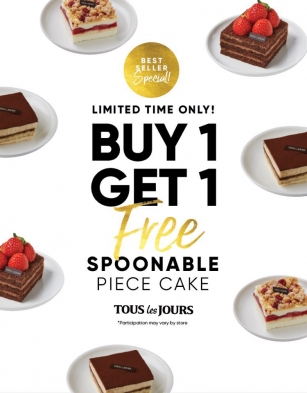 BEST
SELLER
Special!
LIMITED TIME ONLY!
BUY 1
GET 1
Free
SPOONABLE
PIECE CAKE
TOUS les JOURS
*Participation may vary by store